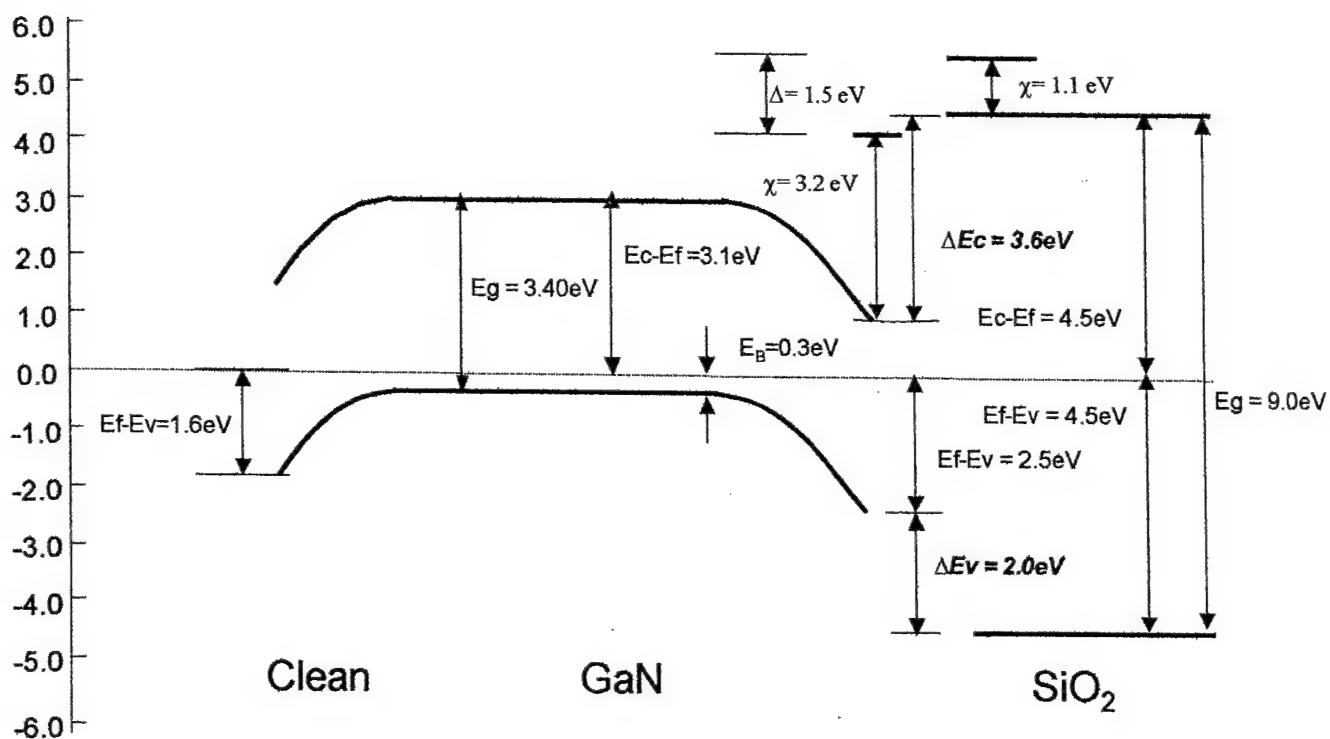 6.0
5.0
4.0
3.0
2.0
1.0
0.0
-1.0
-2.0
-3.0
-4.0
-5.0
-6.0
Δ= 1.5 eV
χ= 1.1 eV
χ= 3.2 eV
ΔEc = 3.6eV
Ec-Ef =3.1eV
Eg = 3.40eV
Ec-Ef = 4.5eV
E_B=0.3eV
Ef-Ev=1.6eV
Ef-Ev = 4.5eV
Eg = 9.0eV
Ef-Ev = 2.5eV
ΔEv = 2.0eV
Clean
GaN
SiO₂